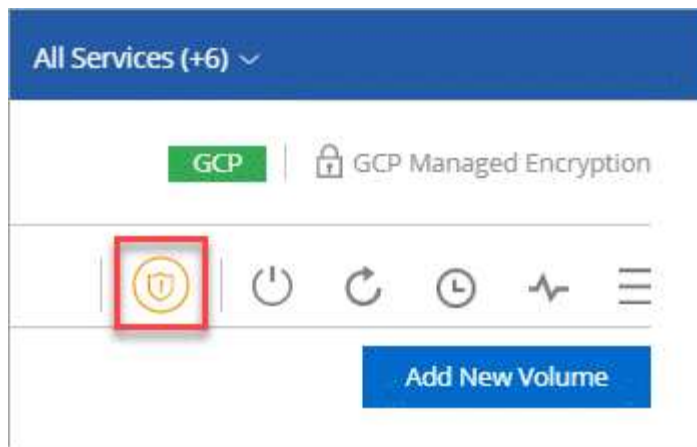 All Services (+6)
GCP
GCP Managed Encryption
Add New Volume